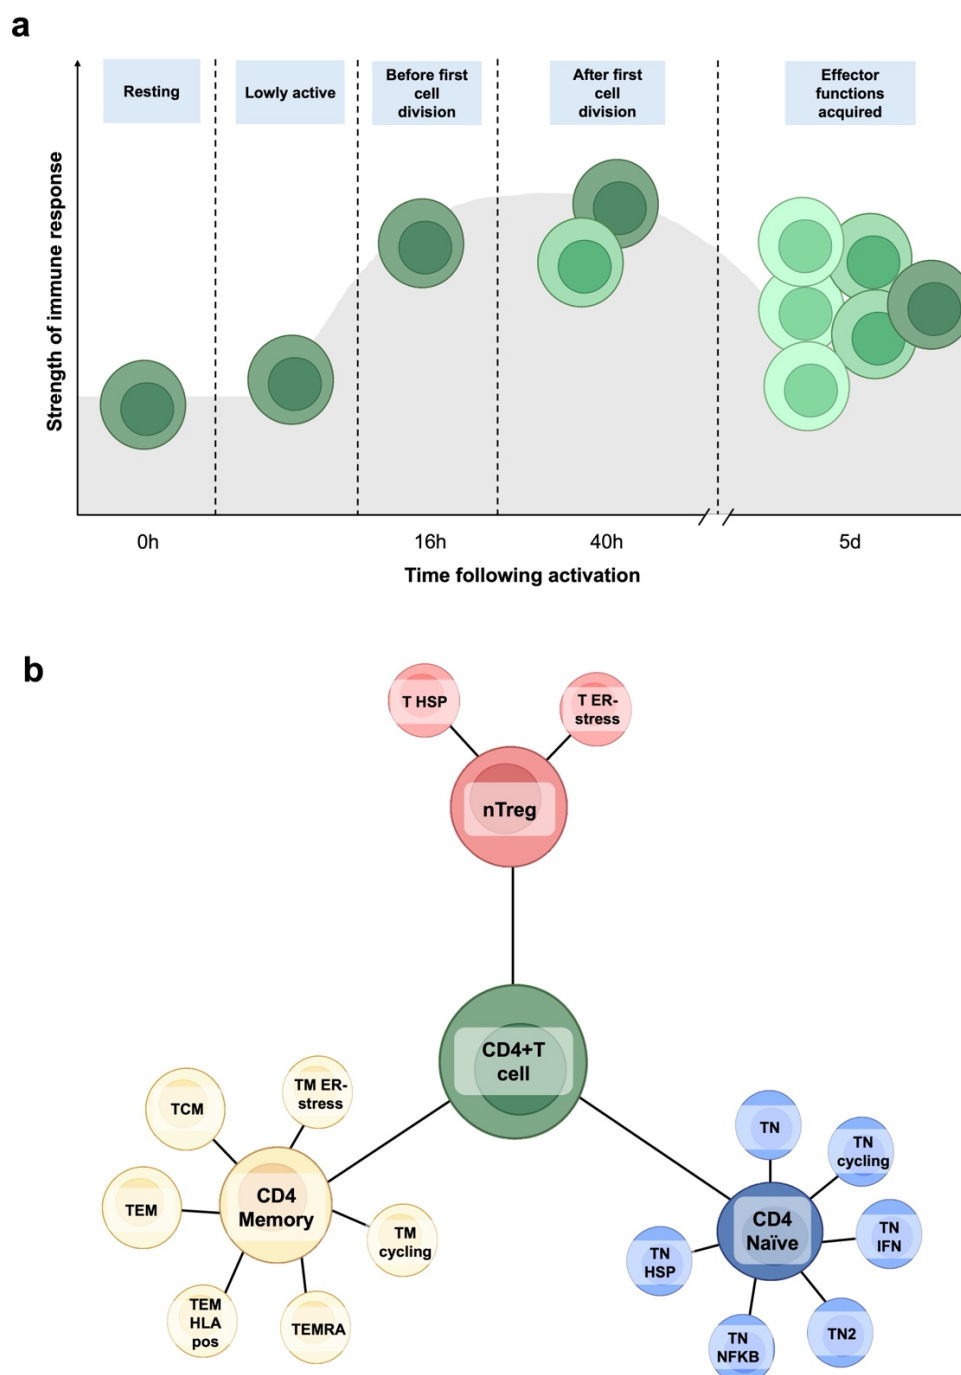 a
Resting
Lowly active
Before first
cell
division
After first
cell
division
Effector
functions
acquired
Strength of immune response
0h
16h
40h
5d
Time following activation
b
T HSP
T ER-
stress
nTreg
CD4+T
cell
TCM
TM ER-
stress
TEM
CD4
Memory
TM
cycling
TEM
HLA
pos
TEMRA
TN
TN
cycling
CD4
Naïve
TN
IFN
TN
HSP
TN
NFKB
TN2